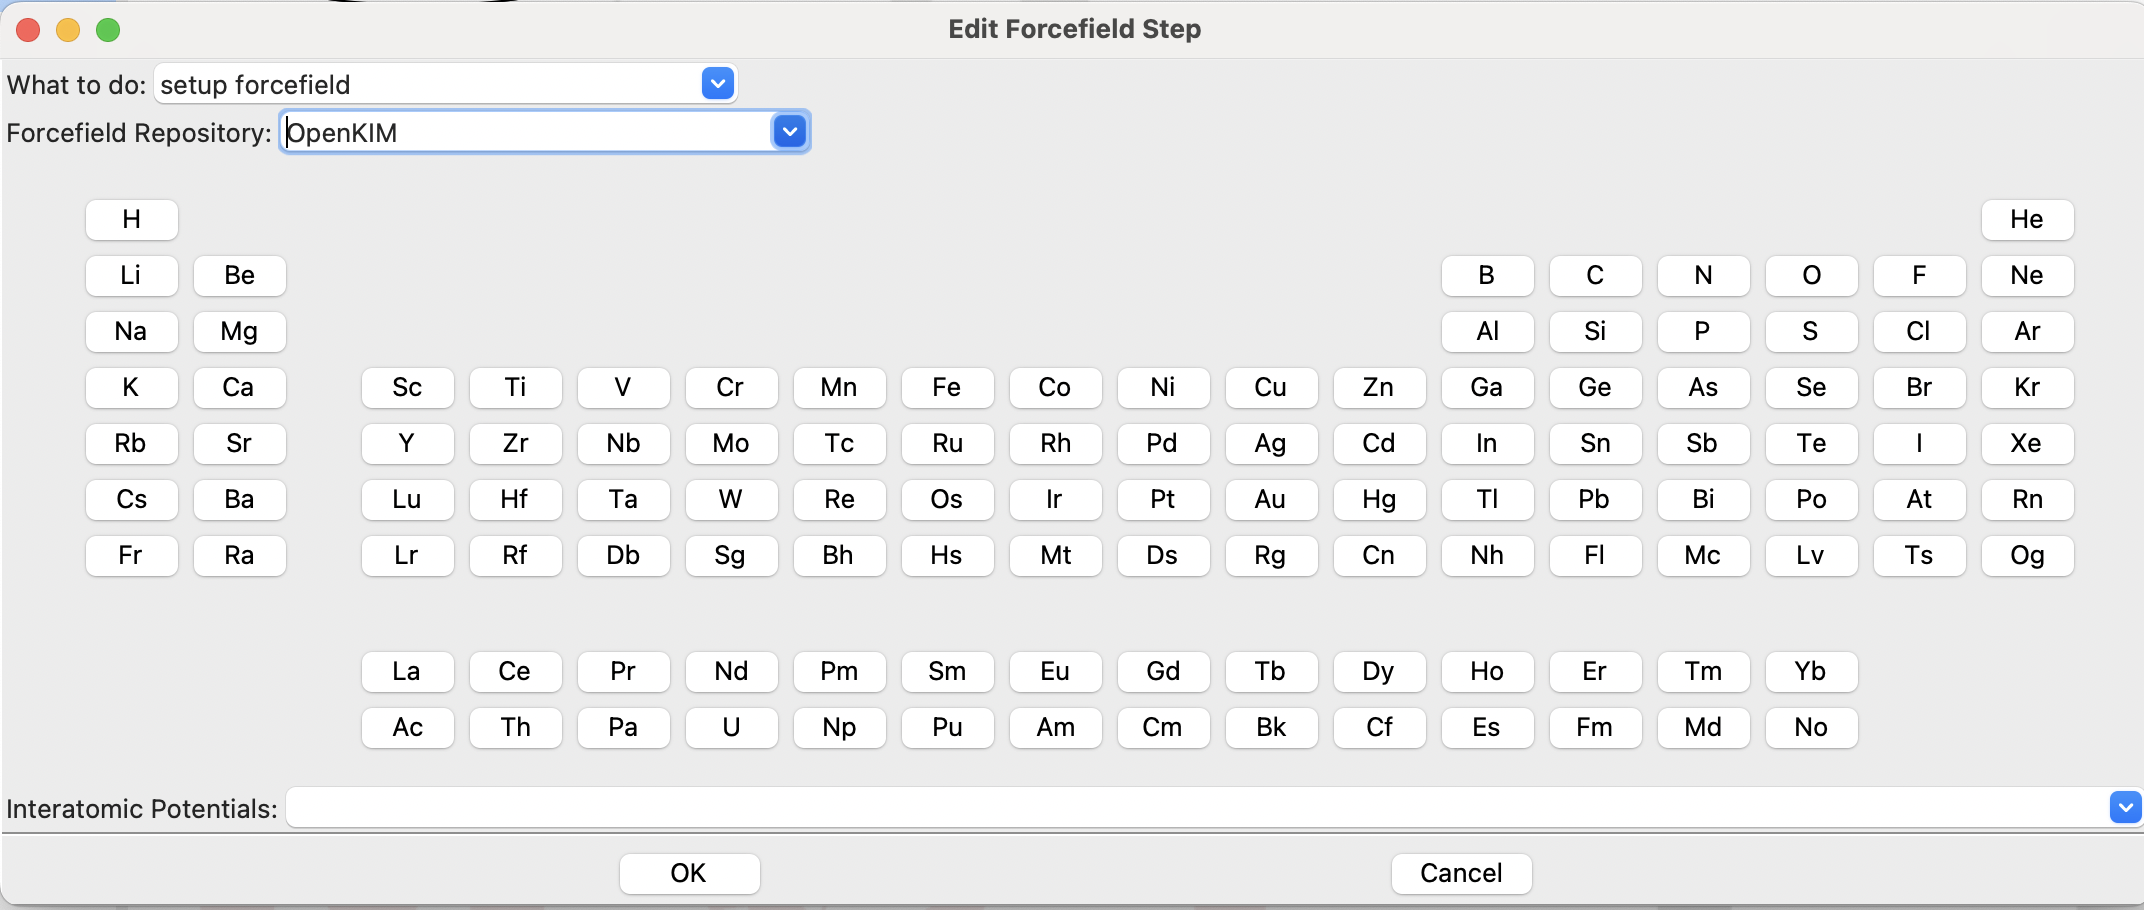 Edit Forcefield Step
What to do: setup forcefield
Forcefield Repository: OpenKIM
H He
Li Be B C N O F Ne
Na Mg Al Si P S Cl Ar
K Ca Sc Ti V Cr Mn Fe Co Ni Cu Zn Ga Ge As Se Br Kr
Rb Sr Y Zr Nb Mo Tc Ru Rh Pd Ag Cd In Sn Sb Te I Xe
Cs Ba Lu Hf Ta W Re Os Ir Pt Au Hg Tl Pb Bi Po At Rn
Fr Ra Lr Rf Db Sg Bh Hs Mt Ds Rg Cn Nh Fl Mc Lv Ts Og
La Ce Pr Nd Pm Sm Eu Gd Tb Dy Ho Er Tm Yb
Ac Th Pa U Np Pu Am Cm Bk Cf Es Fm Md No
Interatomic Potentials:
OK Cancel